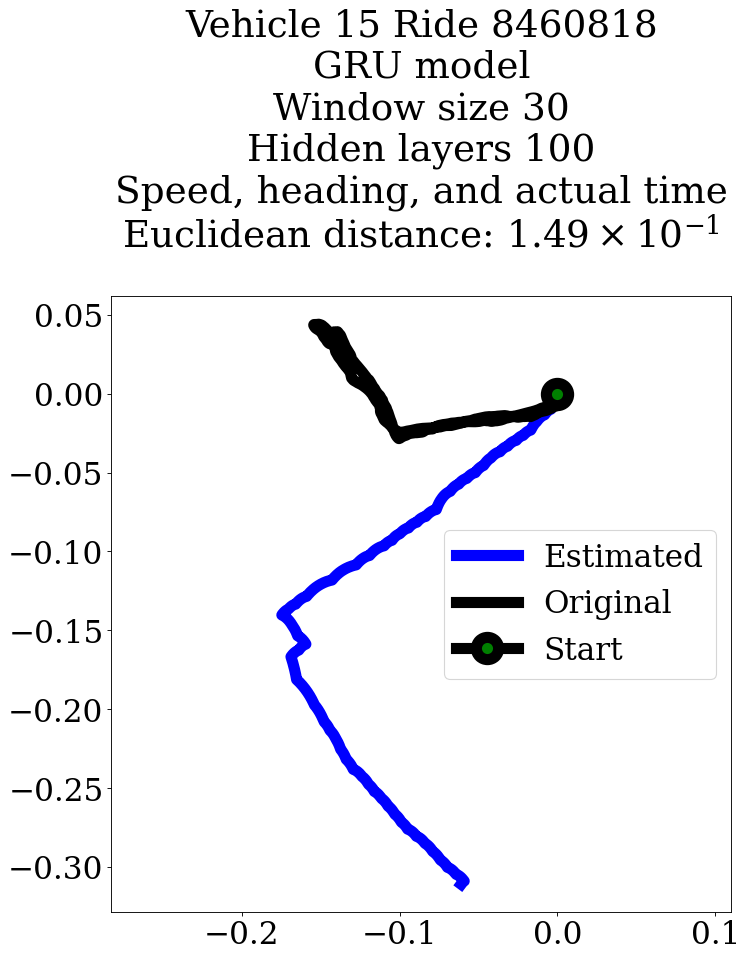 Vehicle 15 Ride 8460818
GRU model
Window size 30
Hidden layers 100
Speed, heading, and actual time
Euclidean distance: 1.49 × 10⁻¹
0.05
0.00
−0.05
−0.10
−0.15
−0.20
−0.25
−0.30
Estimated
Original
Start
−0.2
−0.1
0.0
0.1